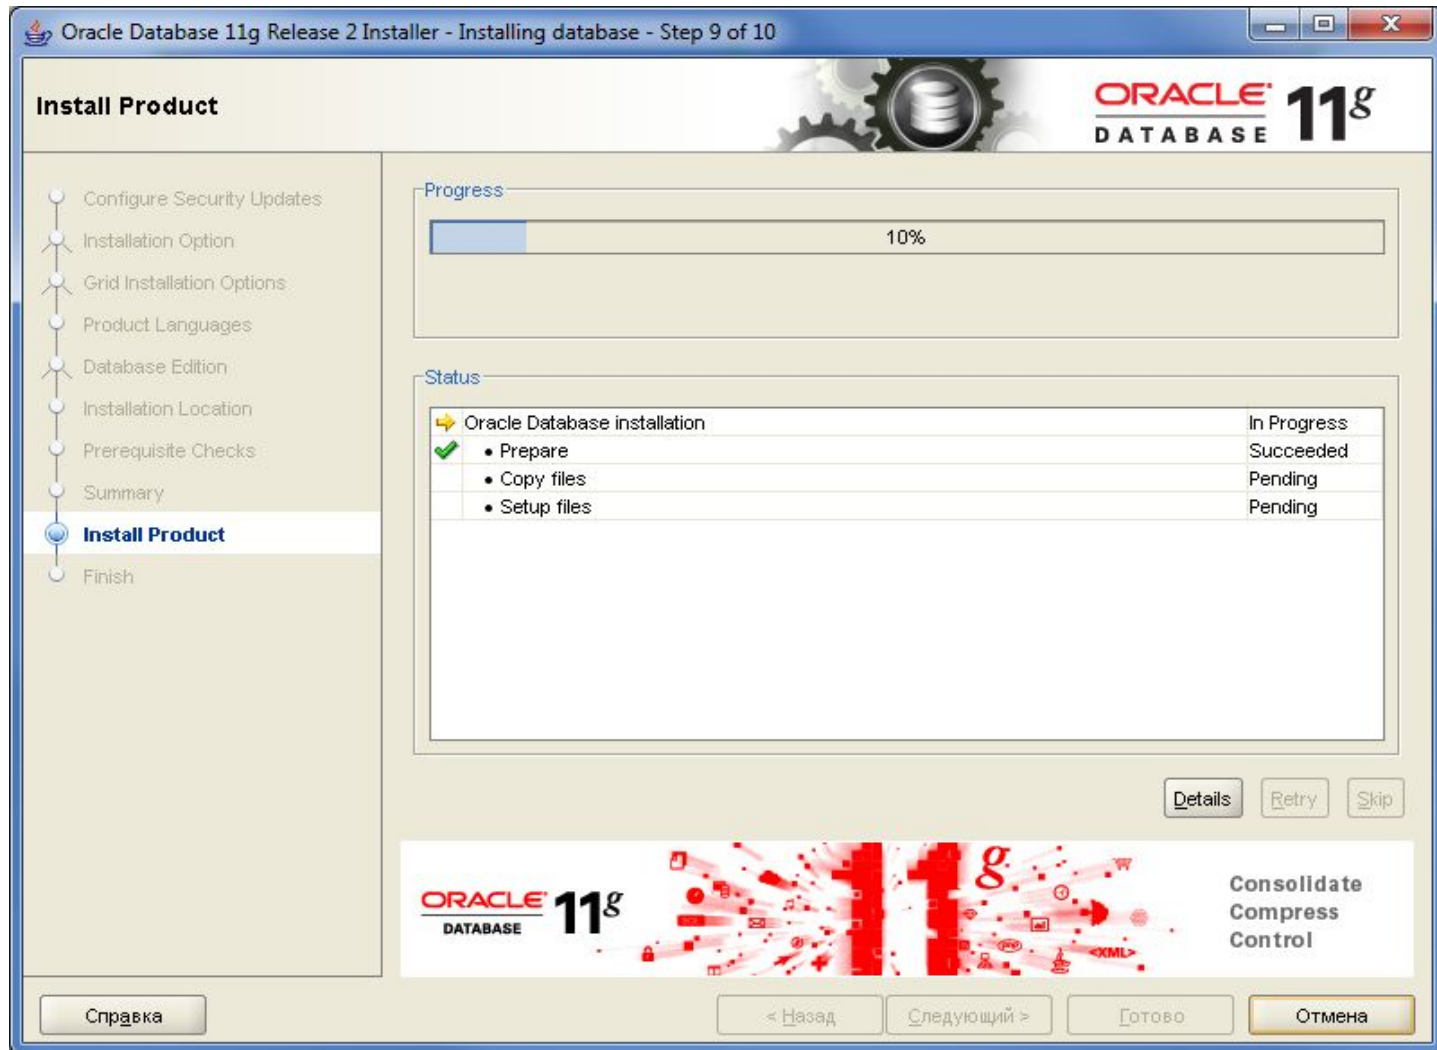 Oracle Database 11g Release 2 Installer - Installing database - Step 9 of 10
Install Product
ORACLE DATABASE 11g
Configure Security Updates
Installation Option
Grid Installation Options
Product Languages
Database Edition
Installation Location
Prerequisite Checks
Summary
Install Product
Finish
Progress
10%
Status
Oracle Database installation In Progress
• Prepare Succeeded
• Copy files Pending
• Setup files Pending
Details Retry Skip
ORACLE DATABASE 11g
11g
php
<XML>
Consolidate
Compress
Control
Справка < Назад Следующий > Готово Отмена